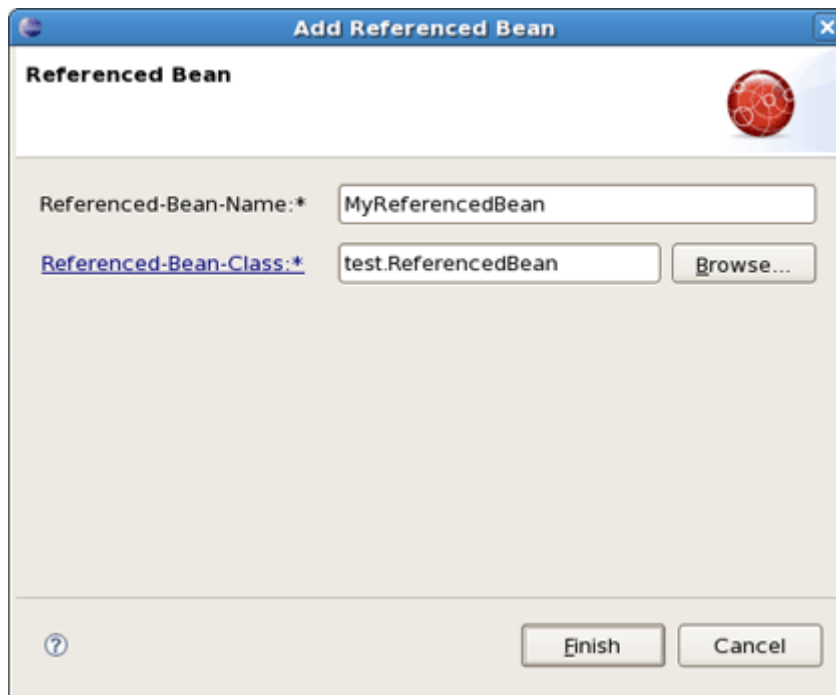 Add Referenced Bean
Referenced Bean
Referenced-Bean-Name:* MyReferencedBean
Referenced-Bean-Class:* test.ReferencedBean Browse...
? Finish Cancel